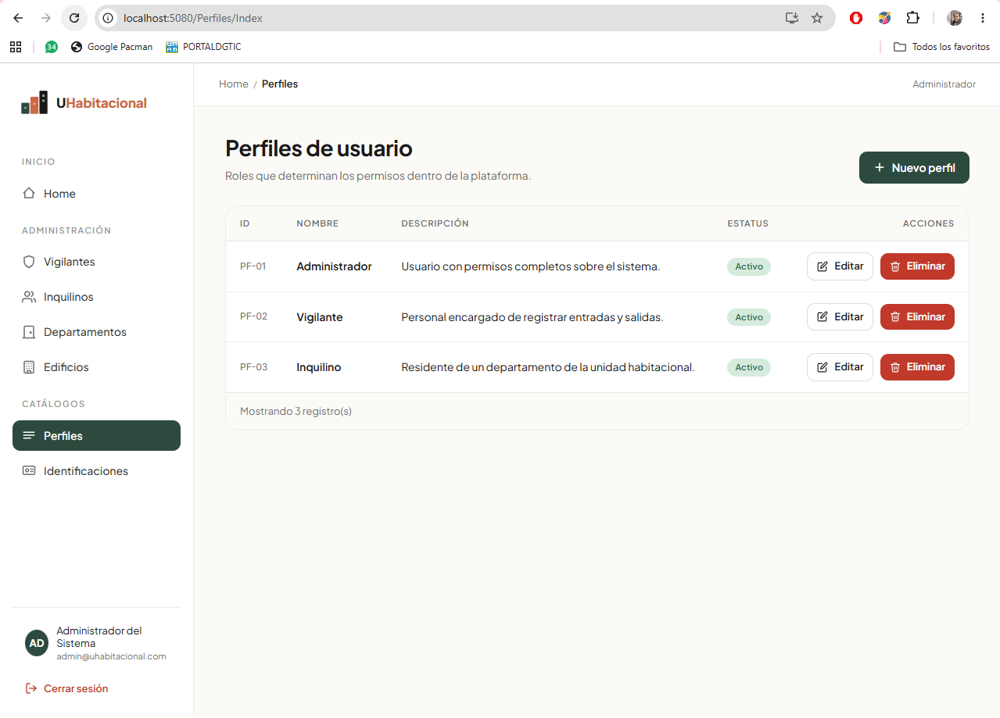 localhost:5080/Perfiles/Index
34 Google Pacman UNAM PORTALDGTIC Todos los favoritos
UHabitacional
INICIO
Home
ADMINISTRACIÓN
Vigilantes
Inquilinos
Departamentos
Edificios
CATÁLOGOS
Perfiles
Identificaciones
AD
Administrador del
Sistema
admin@uhabitacional.com
Cerrar sesión
Home / Perfiles
Administrador
Perfiles de usuario
Roles que determinan los permisos dentro de la plataforma.
+ Nuevo perfil
ID NOMBRE DESCRIPCIÓN ESTATUS ACCIONES
PF-01 Administrador Usuario con permisos completos sobre el sistema. Activo Editar Eliminar
PF-02 Vigilante Personal encargado de registrar entradas y salidas. Activo Editar Eliminar
PF-03 Inquilino Residente de un departamento de la unidad habitacional. Activo Editar Eliminar
Mostrando 3 registro(s)